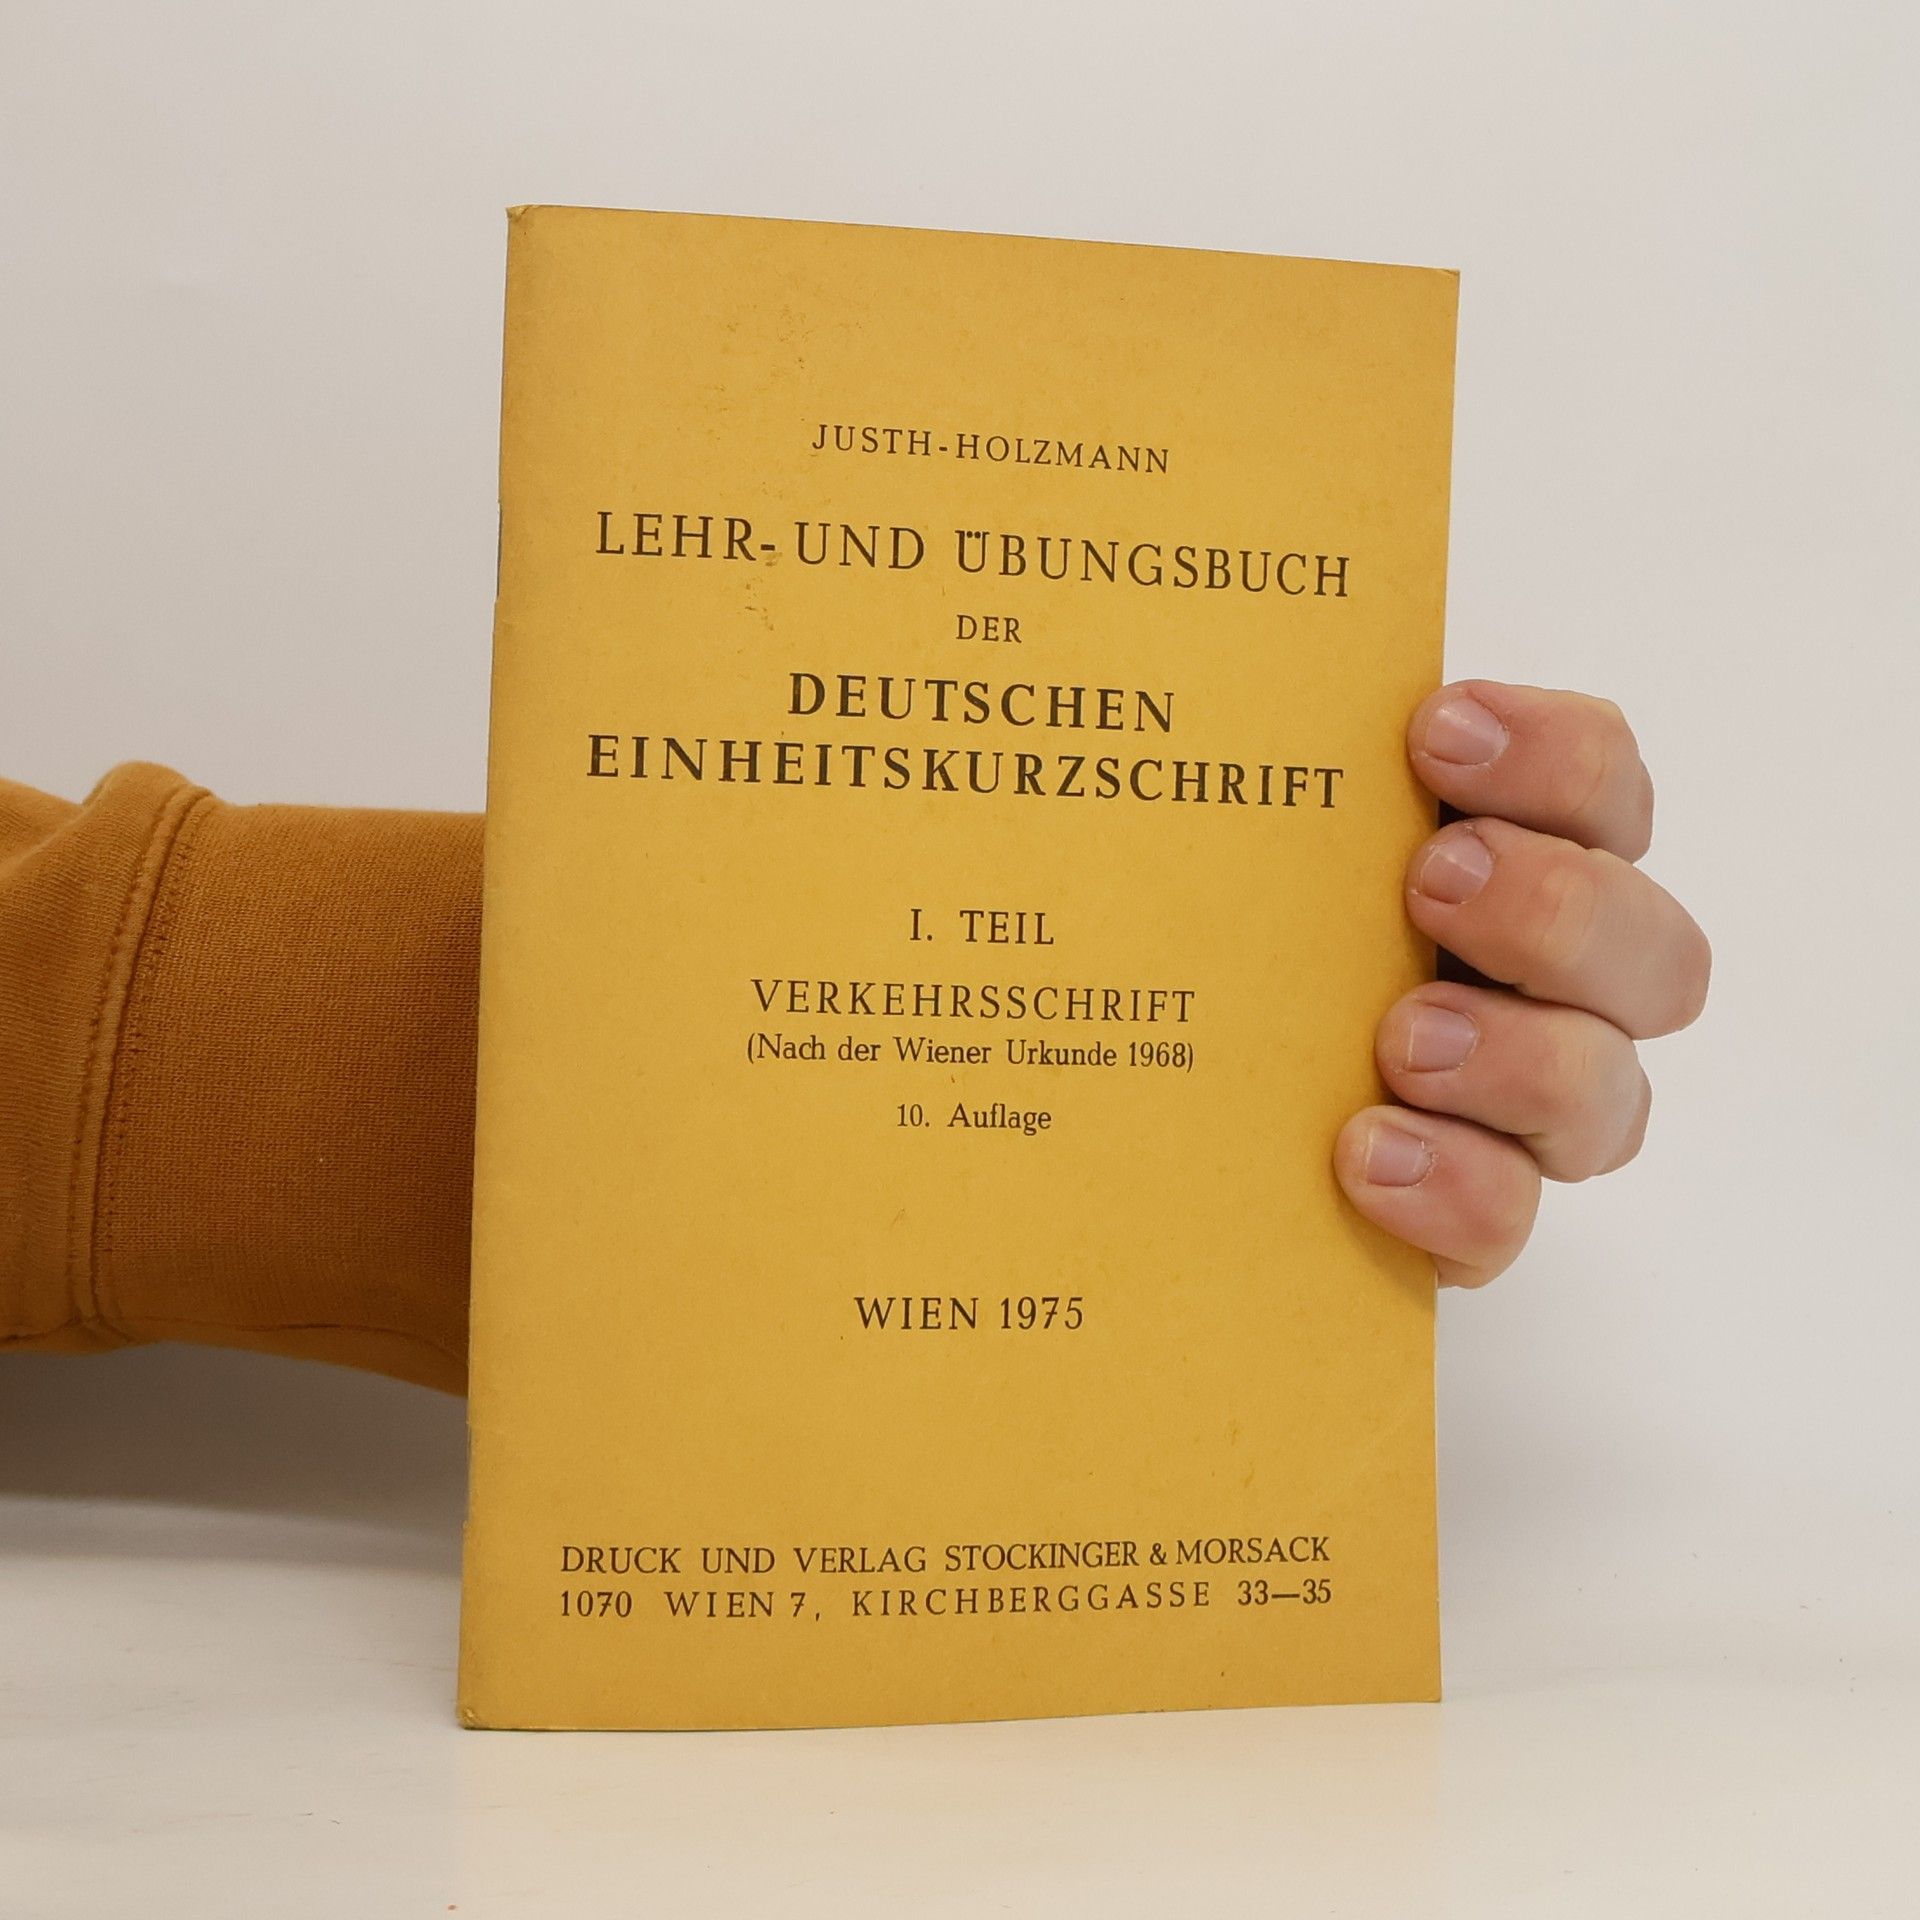 JUSTH-HOLZMANN
LEHR- UND ÜBUNGSBUCH
DER
DEUTSCHEN
EINHEITSKURZSCHRIFT
I. TEIL
VERKEHRSSCHRIFT
(Nach der Wiener Urkunde 1968)
10. Auflage
WIEN 1975
DRUCK UND VERLAG STOCKINGER & MORSACK
1070 WIEN 7, KIRCHBERGGASSE 33—35